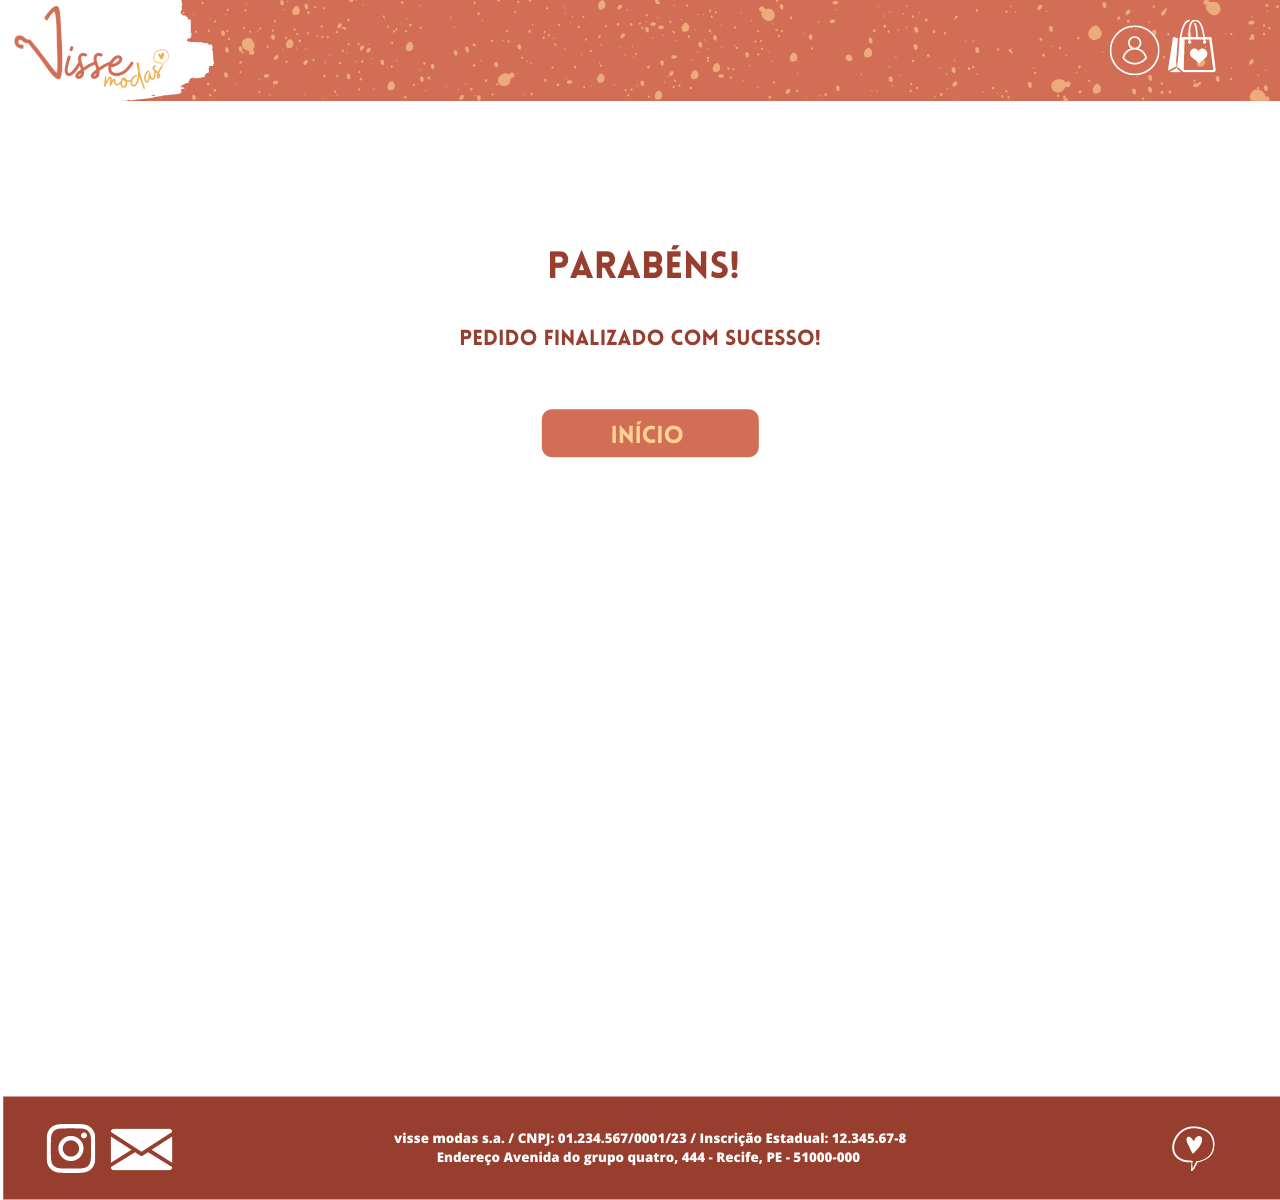 Visse
modas
PARABÉNS!
PEDIDO FINALIZADO COM SUCESSO!
INÍCIO
visse modas s.a. / CNPJ: 01.234.567/0001/23 / Inscrição Estadual: 12.345.67-8
Endereço Avenida do grupo quatro, 444 - Recife, PE - 51000-000